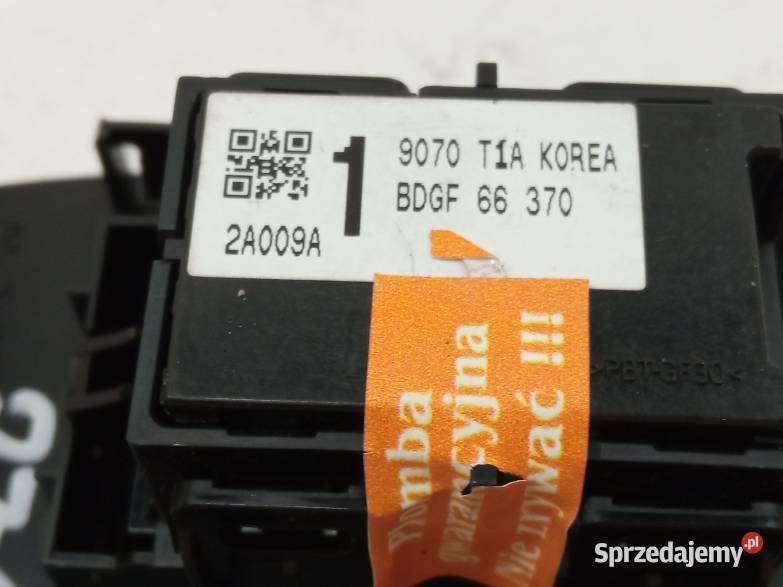 1
9070 T1A KOREA
BDGF 66 370
2A009A
>PBT-GF30<
Plomba
gwarancyjna
Nie zrywać !!!
Sprzedajemy.pl